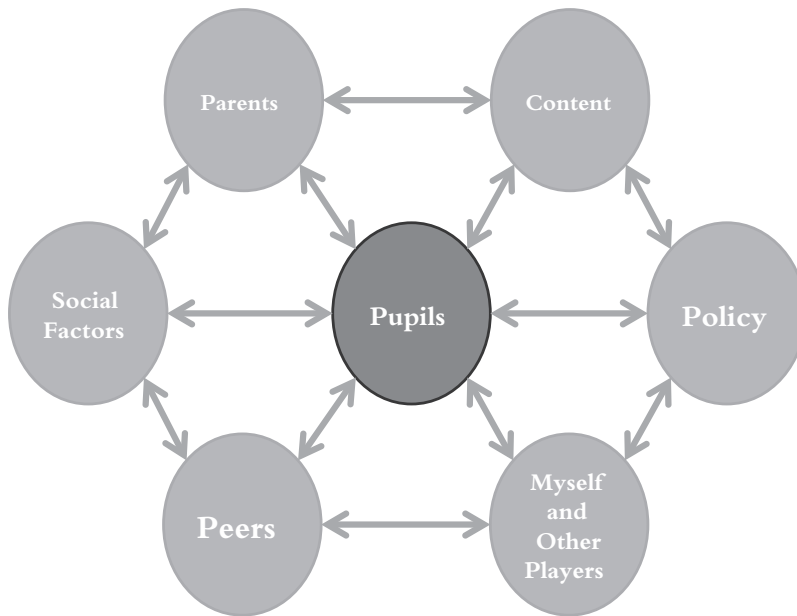 Parents
Content
Social
Factors
Pupils
Policy
Peers
Myself
and
Other
Players